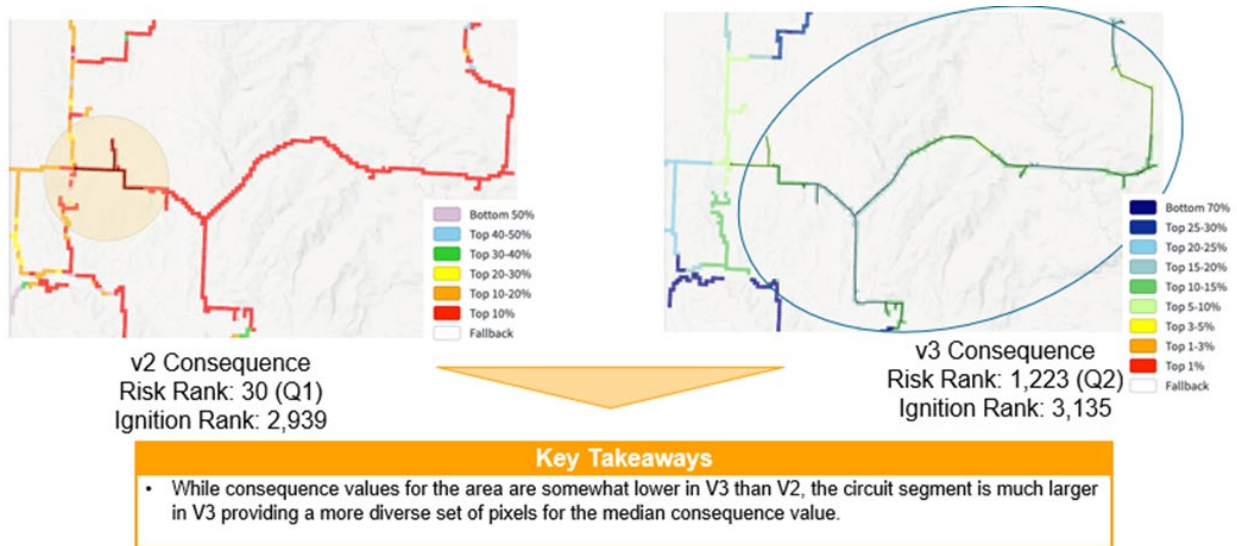 Bottom 50%
Top 40-50%
Top 30-40%
Top 20-30%
Top 10-20%
Top 10%
Fallback
Bottom 70%
Top 25-30%
Top 20-25%
Top 15-20%
Top 10-15%
Top 5-10%
Top 3-5%
Top 1-3%
Top 1%
Fallback
v2 Consequence
Risk Rank: 30 (Q1)
Ignition Rank: 2,939
v3 Consequence
Risk Rank: 1,223 (Q2)
Ignition Rank: 3,135
Key Takeaways
• While consequence values for the area are somewhat lower in V3 than V2, the circuit segment is much larger
in V3 providing a more diverse set of pixels for the median consequence value.